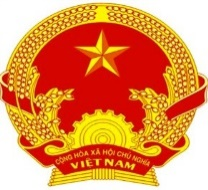 CỘNG HÒA XÃ HỘI CHỦ NGHĨA
VIỆT NAM